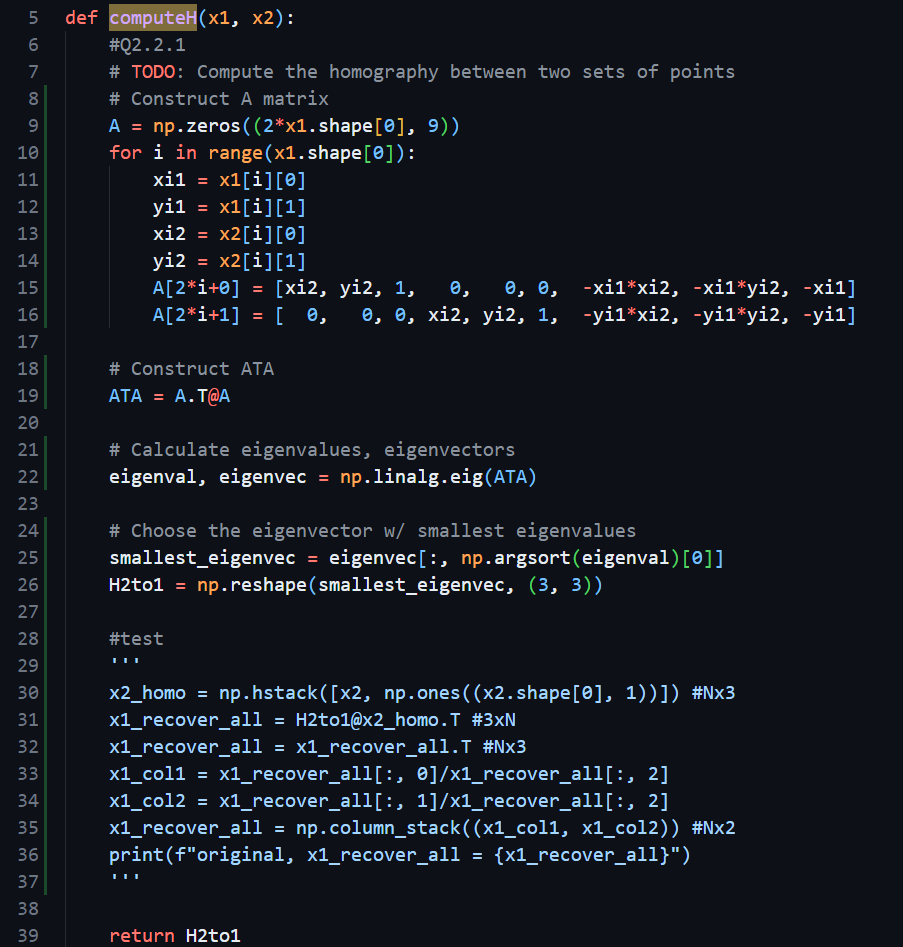 5 def computeH(x1, x2):
6     #Q2.2.1
7     # TODO: Compute the homography between two sets of points
8     # Construct A matrix
9     A = np.zeros((2*x1.shape[0], 9))
10     for i in range(x1.shape[0]):
11         xi1 = x1[i][0]
12         yi1 = x1[i][1]
13         xi2 = x2[i][0]
14         yi2 = x2[i][1]
15         A[2*i+0] = [xi2, yi2, 1,   0,   0, 0,  -xi1*xi2, -xi1*yi2, -xi1]
16         A[2*i+1] = [  0,   0, 0, xi2, yi2, 1,  -yi1*xi2, -yi1*yi2, -yi1]
17
18     # Construct ATA
19     ATA = A.T@A
20
21     # Calculate eigenvalues, eigenvectors
22     eigenval, eigenvec = np.linalg.eig(ATA)
23
24     # Choose the eigenvector w/ smallest eigenvalues
25     smallest_eigenvec = eigenvec[:, np.argsort(eigenval)[0]]
26     H2to1 = np.reshape(smallest_eigenvec, (3, 3))
27
28     #test
29     '''
30     x2_homo = np.hstack([x2, np.ones((x2.shape[0], 1))]) #Nx3
31     x1_recover_all = H2to1@x2_homo.T #3xN
32     x1_recover_all = x1_recover_all.T #Nx3
33     x1_col1 = x1_recover_all[:, 0]/x1_recover_all[:, 2]
34     x1_col2 = x1_recover_all[:, 1]/x1_recover_all[:, 2]
35     x1_recover_all = np.column_stack((x1_col1, x1_col2)) #Nx2
36     print(f"original, x1_recover_all = {x1_recover_all}")
37     '''
38
39     return H2to1